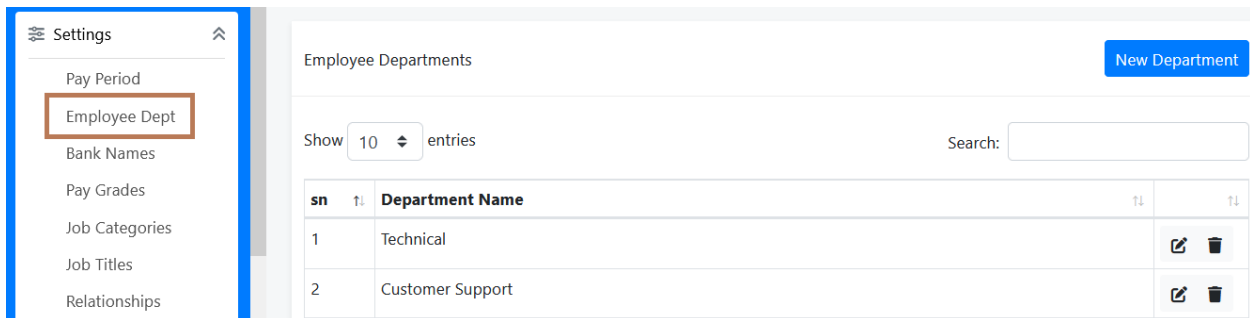 Settings
Pay Period
Employee Dept
Bank Names
Pay Grades
Job Categories
Job Titles
Relationships
Employee Departments
New Department
Show 10 entries
Search:
sn Department Name
1 Technical
2 Customer Support